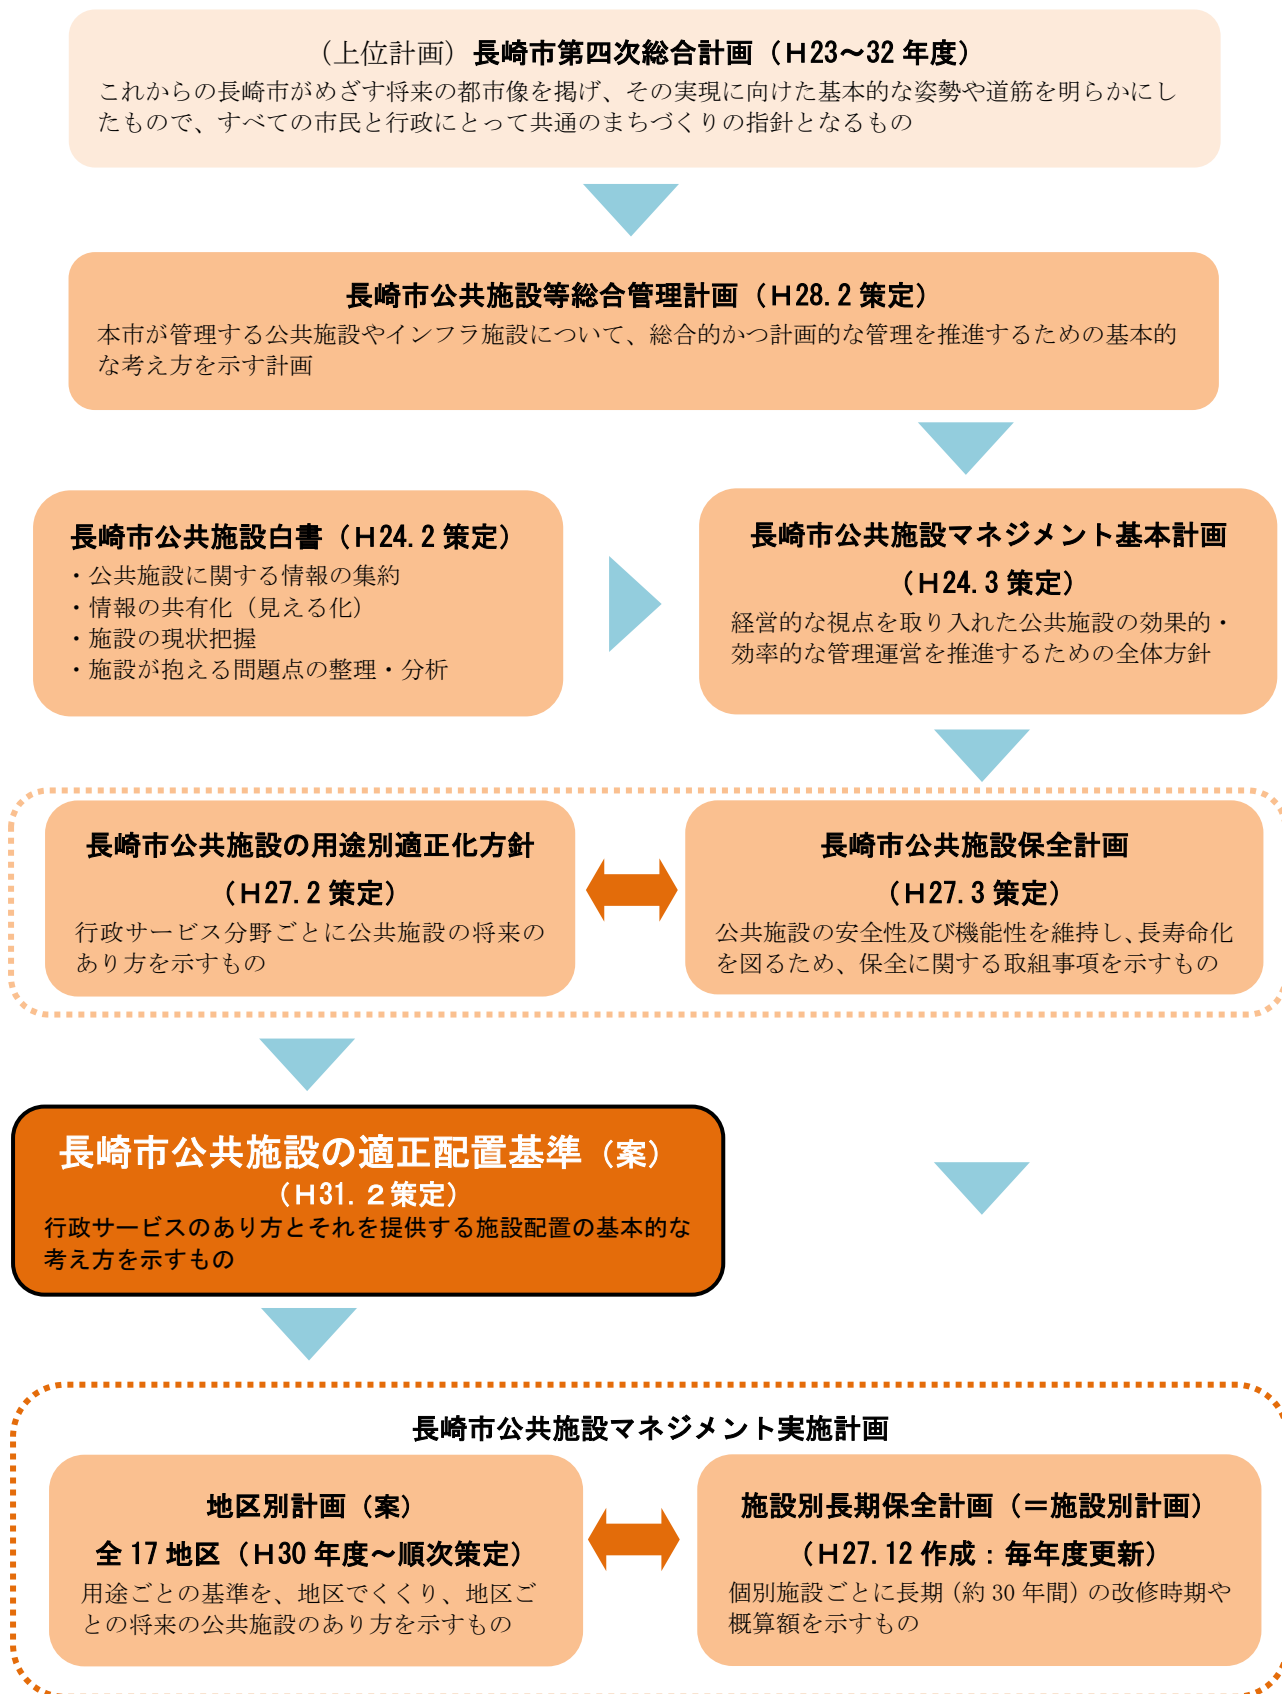 （上位計画）長崎市第四次総合計画（Ｈ23～32 年度）
これからの長崎市がめざす将来の都市像を掲げ、その実現に向けた基本的な姿勢や道筋を明らかにし
たもので、すべての市民と行政にとって共通のまちづくりの指針となるもの
長崎市公共施設等総合管理計画（Ｈ28.2 策定）
本市が管理する公共施設やインフラ施設について、総合的かつ計画的な管理を推進するための基本的
な考え方を示す計画
長崎市公共施設白書（Ｈ24.2 策定）
・公共施設に関する情報の集約
・情報の共有化（見える化）
・施設の現状把握
・施設が抱える問題点の整理・分析
長崎市公共施設マネジメント基本計画
（Ｈ24.3 策定）
経営的な視点を取り入れた公共施設の効果的・
効率的な管理運営を推進するための全体方針
長崎市公共施設の用途別適正化方針
（Ｈ27.2 策定）
行政サービス分野ごとに公共施設の将来の
あり方を示すもの
長崎市公共施設保全計画
（Ｈ27.3 策定）
公共施設の安全性及び機能性を維持し、長寿命化
を図るため、保全に関する取組事項を示すもの
長崎市公共施設の適正配置基準（案）
（Ｈ31.２策定）
行政サービスのあり方とそれを提供する施設配置の基本的な
考え方を示すもの
長崎市公共施設マネジメント実施計画
地区別計画（案）
全 17 地区（Ｈ30 年度～順次策定）
用途ごとの基準を、地区でくくり、地区ご
との将来の公共施設のあり方を示すもの
施設別長期保全計画（＝施設別計画）
（Ｈ27.12 作成：毎年度更新）
個別施設ごとに長期（約 30 年間）の改修時期や
概算額を示すもの